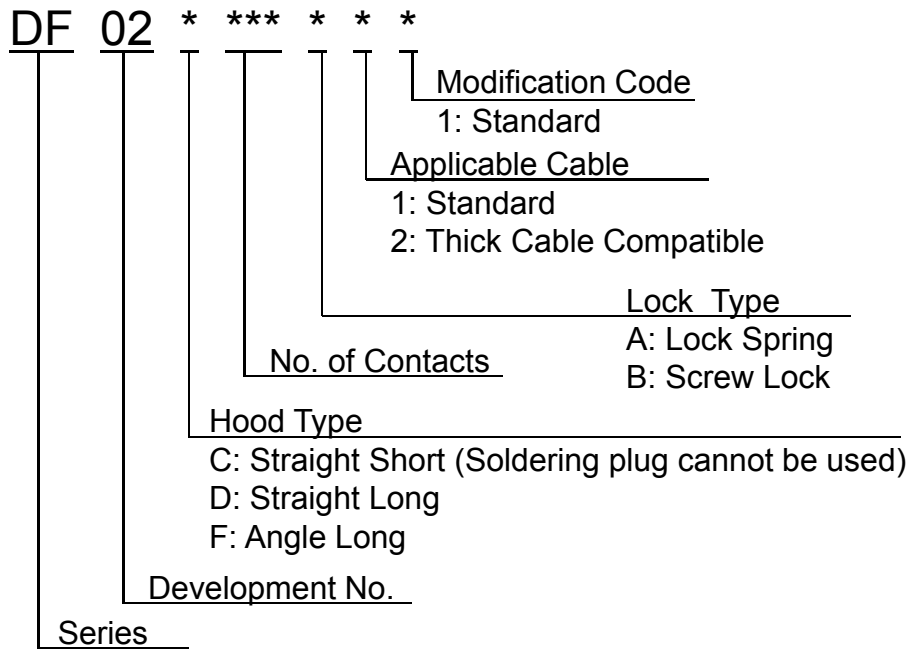 DF 02 * *** * * *
Modification Code
1: Standard
Applicable Cable
1: Standard
2: Thick Cable Compatible
Lock Type
A: Lock Spring
B: Screw Lock
No. of Contacts
Hood Type
C: Straight Short (Soldering plug cannot be used)
D: Straight Long
F: Angle Long
Development No.
Series